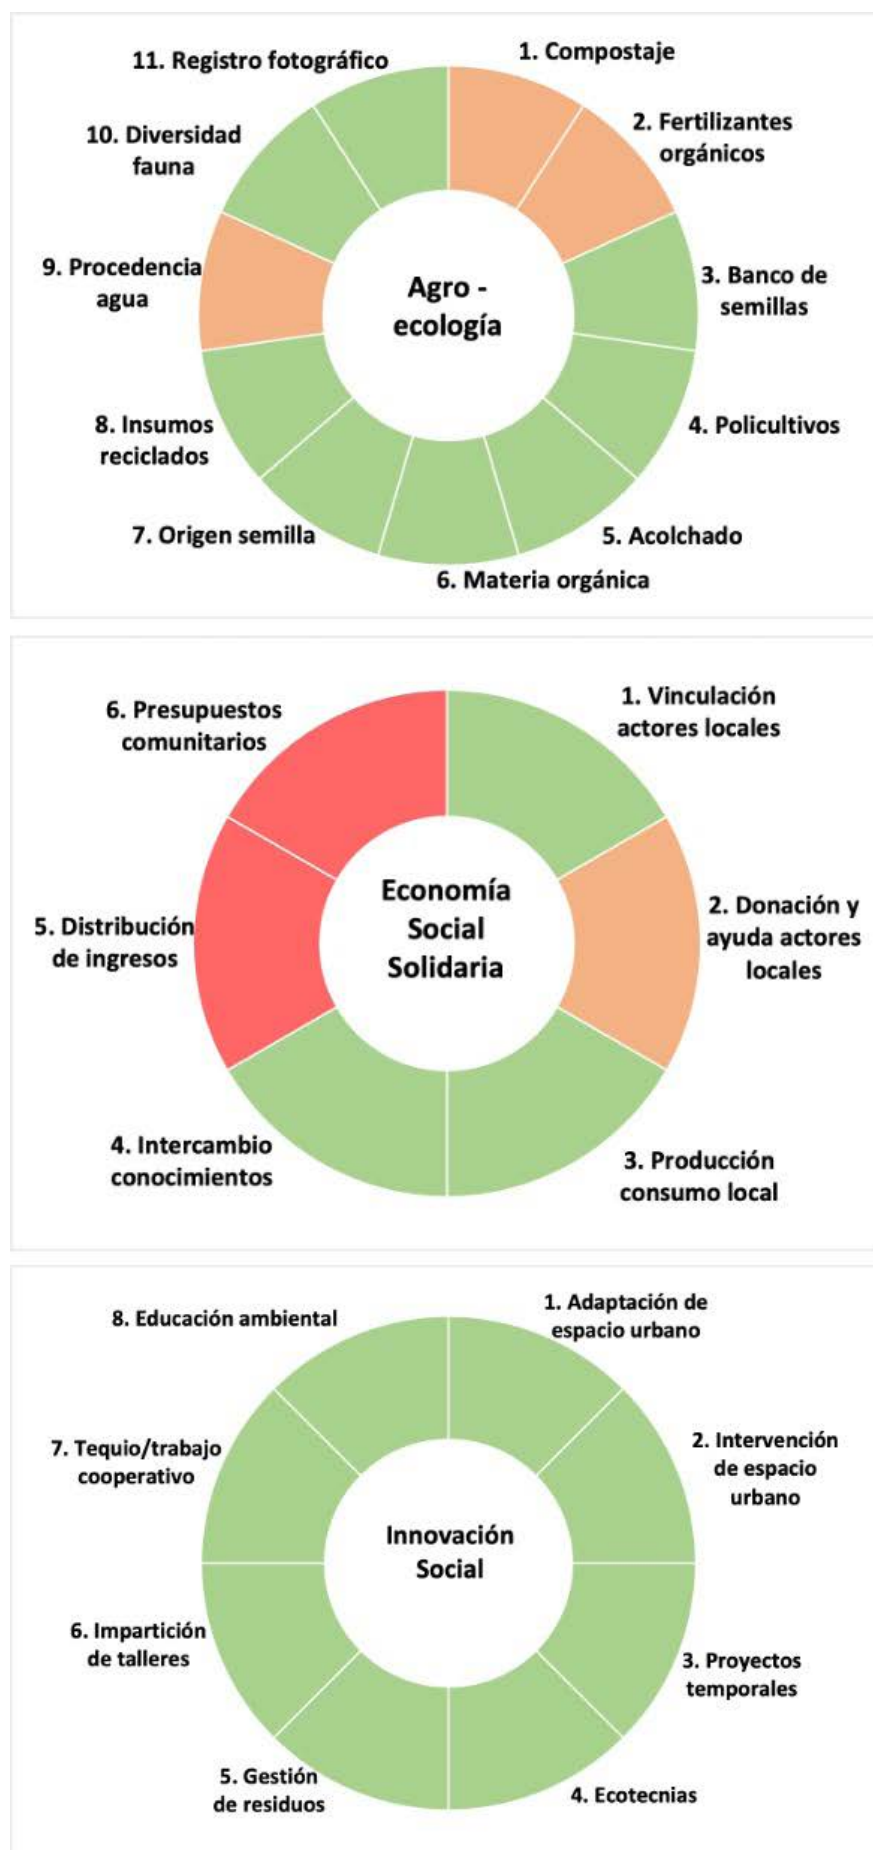 11. Registro fotográfico
1. Compostaje
10. Diversidad
fauna
2. Fertilizantes
orgánicos
9. Procedencia
agua
Agro -
ecología
3. Banco de
semillas
8. Insumos
reciclados
4. Policultivos
7. Origen semilla
5. Acolchado
6. Materia orgánica
6. Presupuestos
comunitarios
1. Vinculación
actores locales
5. Distribución
de ingresos
Economía
Social
Solidaria
2. Donación y
ayuda actores
locales
4. Intercambio
conocimientos
3. Producción
consumo local
8. Educación ambiental
1. Adaptación de
espacio urbano
7. Tequio/trabajo
cooperativo
2. Intervención
de espacio
urbano
Innovación
Social
6. Impartición
de talleres
3. Proyectos
temporales
5. Gestión
de residuos
4. Ecotecnias